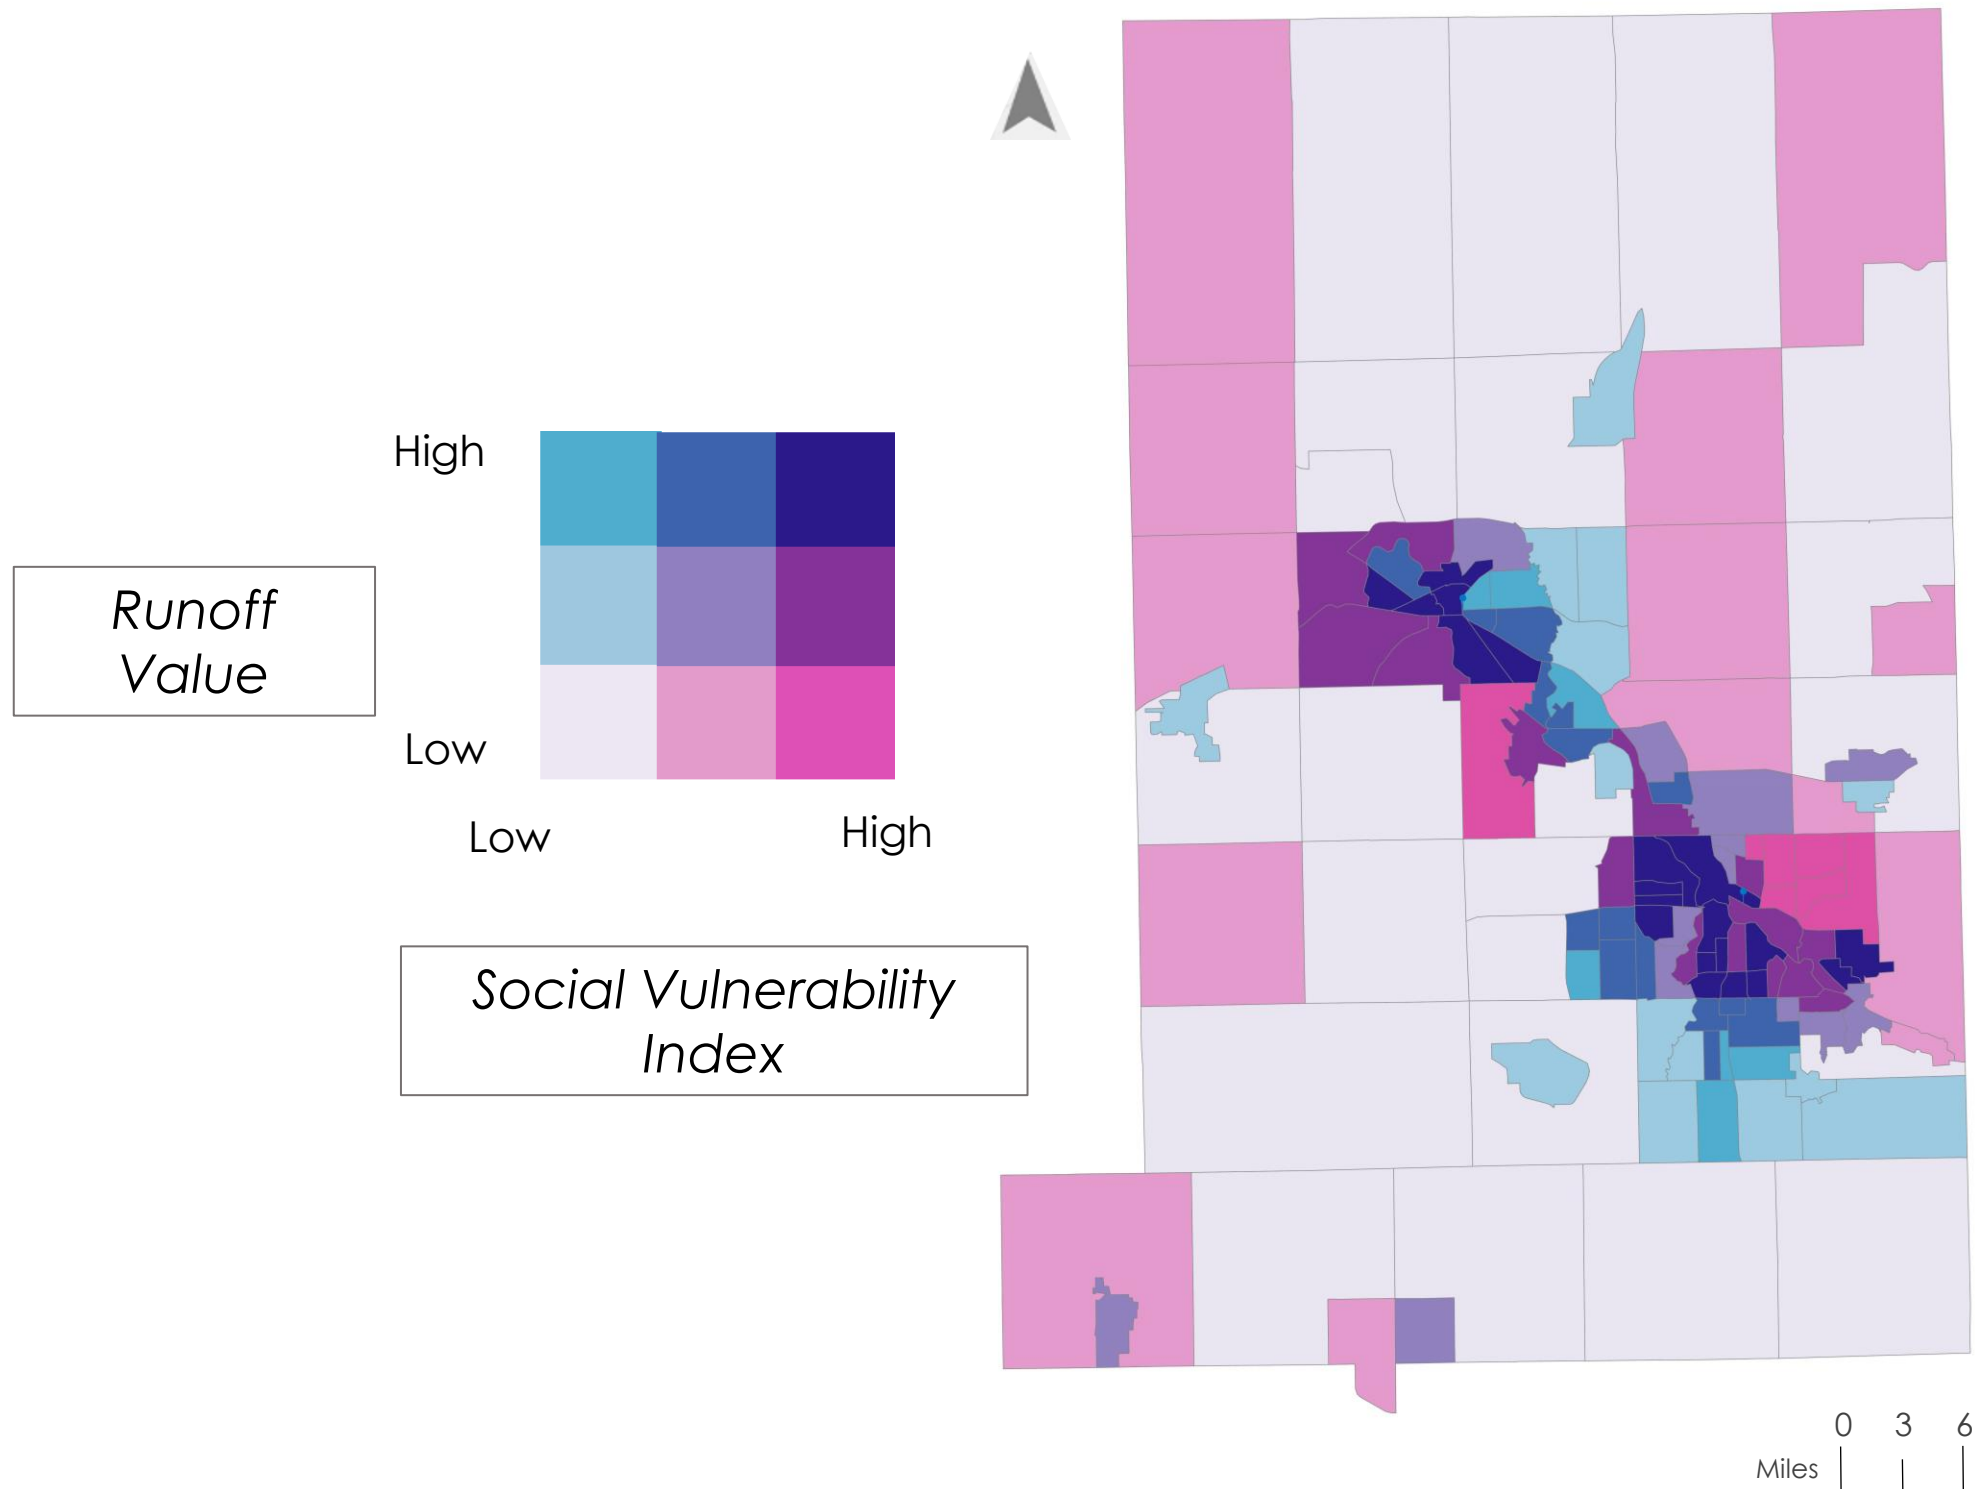 High
Runoff
Value
Low
Low
High
Social Vulnerability
Index
0 3 6
Miles